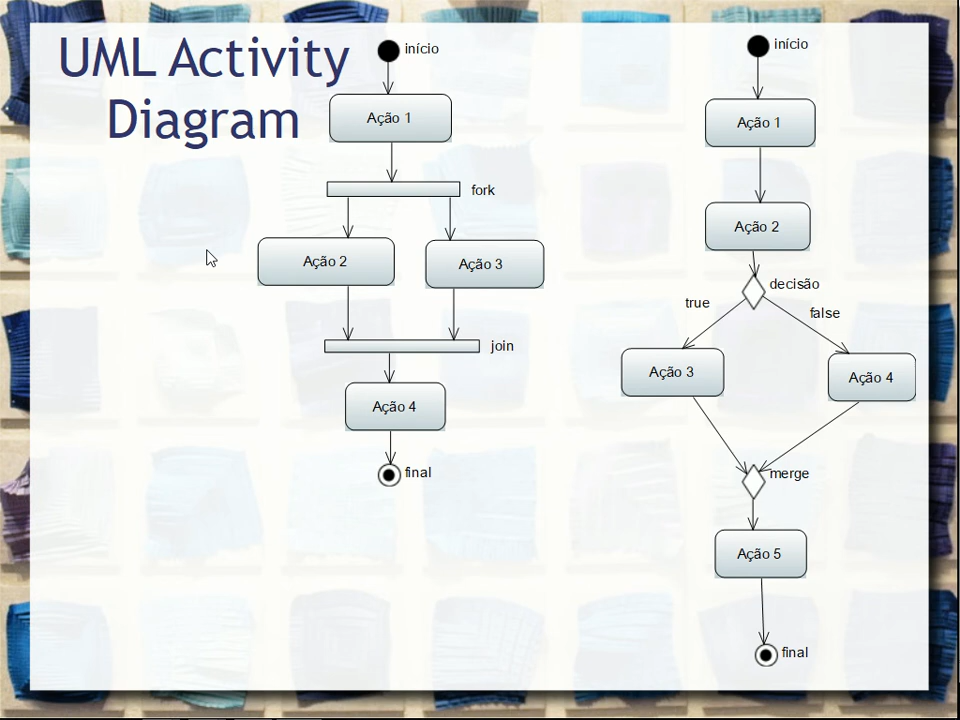 UML Activity
Diagram
início
Ação 1
fork
Ação 2
Ação 3
join
Ação 4
final
início
Ação 1
Ação 2
decisão
true
false
Ação 3
Ação 4
merge
Ação 5
final